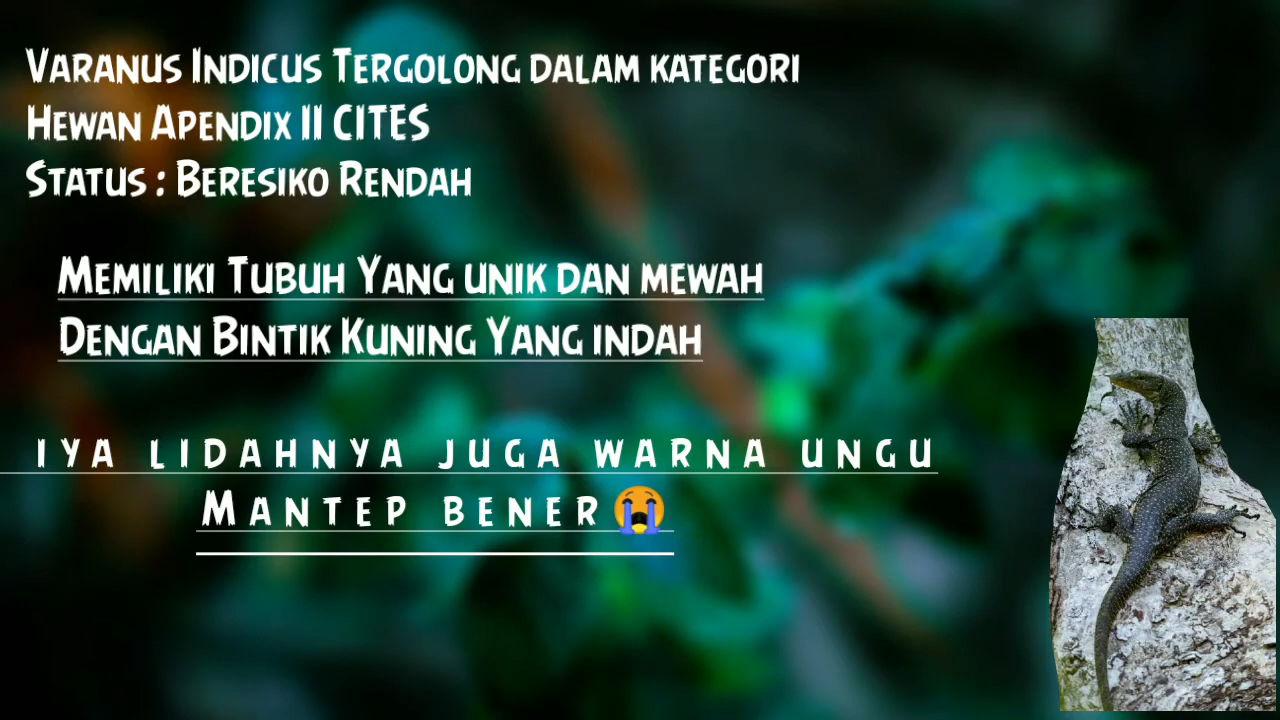 Varanus Indicus Tergolong dalam kategori
Hewan Apendix II CITES
Status : Beresiko Rendah
Memiliki Tubuh Yang unik dan mewah
Dengan Bintik Kuning Yang indah
iya lidahnya juga warna ungu
Mantep bener😭